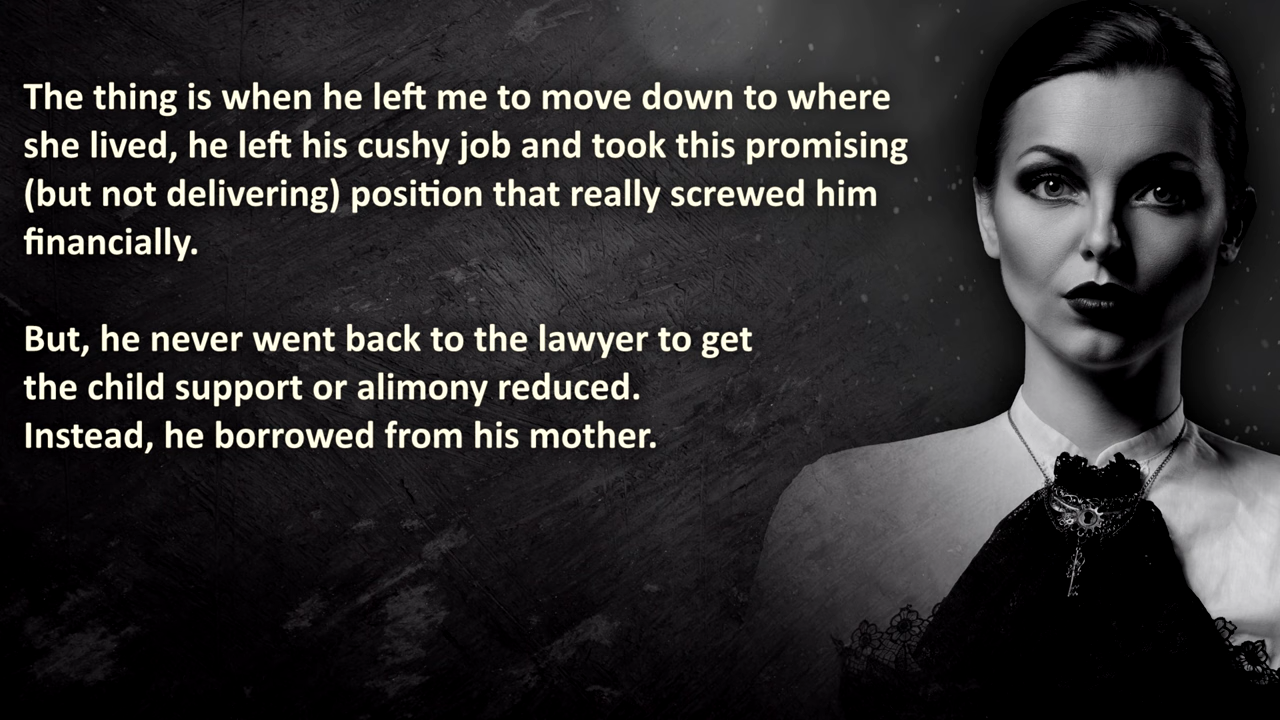 The thing is when he left me to move down to where
she lived, he left his cushy job and took this promising
(but not delivering) position that really screwed him
financially.
But, he never went back to the lawyer to get
the child support or alimony reduced.
Instead, he borrowed from his mother.